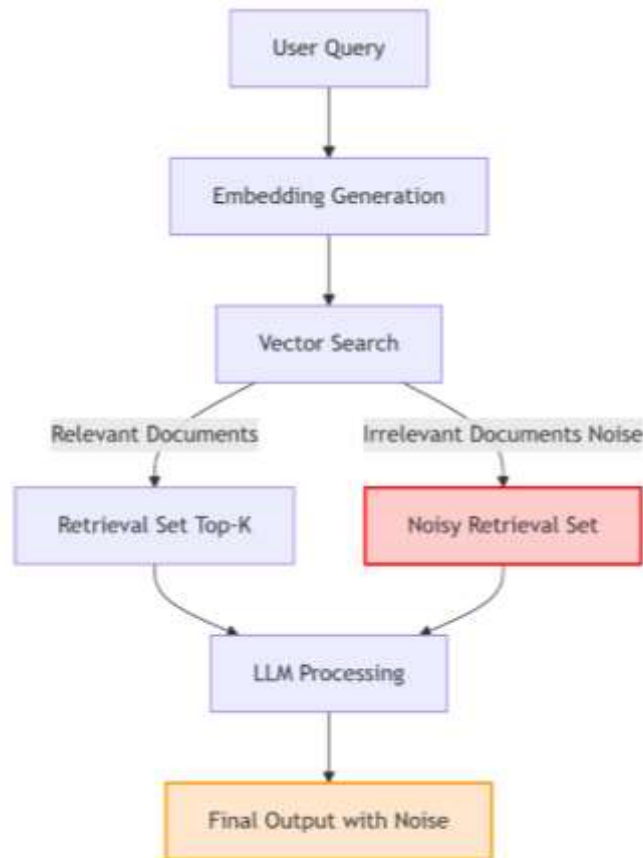 User Query
Embedding Generation
Vector Search
Relevant Documents
Irrelevant Documents Noise
Retrieval Set Top-K
Noisy Retrieval Set
LLM Processing
Final Output with Noise